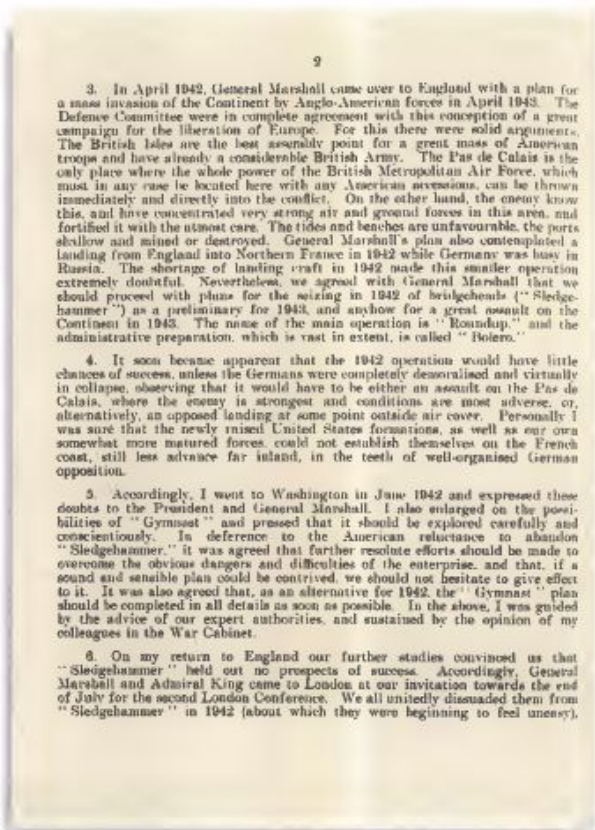 2
3. In April 1942, General Marshall came over to England with a plan for
a mass invasion of the Continent by Anglo-American forces in April 1943. The
Defence Committee were in complete agreement with this conception of a great
campaign for the liberation of Europe. For this there were solid arguments.
The British Isles are the best assembly point for a great mass of American
troops and have already a considerable British Army. The Pas de Calais is the
only place where the whole power of the British Metropolitan Air Force, which
must in any case be located here with any American accessions, can be thrown
immediately and directly into the conflict. On the other hand, the enemy know
this, and have concentrated very strong air and ground forces in this area, and
fortified it with the utmost care. The tides and beaches are unfavourable, the ports
shallow and mined or destroyed. General Marshall's plan also contemplated a
landing from England into Northern France in 1942 while Germany was busy in
Russia. The shortage of landing craft in 1942 made this smaller operation
extremely doubtful. Nevertheless, we agreed with General Marshall that we
should proceed with plans for the seizing in 1942 of bridgeheads ("Sledge-
hammer") as a preliminary for 1943, and anyhow for a great assault on the
Continent in 1943. The name of the main operation is "Roundup," and the
administrative preparation, which is vast in extent, is called "Bolero."
4. It soon became apparent that the 1942 operation would have little
chances of success, unless the Germans were completely demoralised and virtually
in collapse, observing that it would have to be either an assault on the Pas de
Calais, where the enemy is strongest and conditions are most adverse, or,
alternatively, an opposed landing at some point outside air cover. Personally I
was sure that the newly raised United States formations, as well as our own
somewhat more matured forces, could not establish themselves on the French
coast, still less advance far inland, in the teeth of well-organised German
opposition.
5. Accordingly, I went to Washington in June 1942 and expressed these
doubts to the President and General Marshall. I also enlarged on the possi-
bilities of "Gymnast" and pressed that it should be explored carefully and
conscientiously. In deference to the American reluctance to abandon
"Sledgehammer," it was agreed that further resolute efforts should be made to
overcome the obvious dangers and difficulties of the enterprise, and that, if a
sound and sensible plan could be contrived, we should not hesitate to give effect
to it. It was also agreed that, as an alternative for 1942, the "Gymnast" plan
should be completed in all details as soon as possible. In the above, I was guided
by the advice of our expert authorities, and sustained by the opinion of my
colleagues in the War Cabinet.
6. On my return to England our further studies convinced us that
"Sledgehammer" held out no prospects of success. Accordingly, General
Marshall and Admiral King came to London at our invitation towards the end
of July for the second London Conference. We all unitedly dissuaded them from
"Sledgehammer" in 1942 (about which they were beginning to feel uneasy),